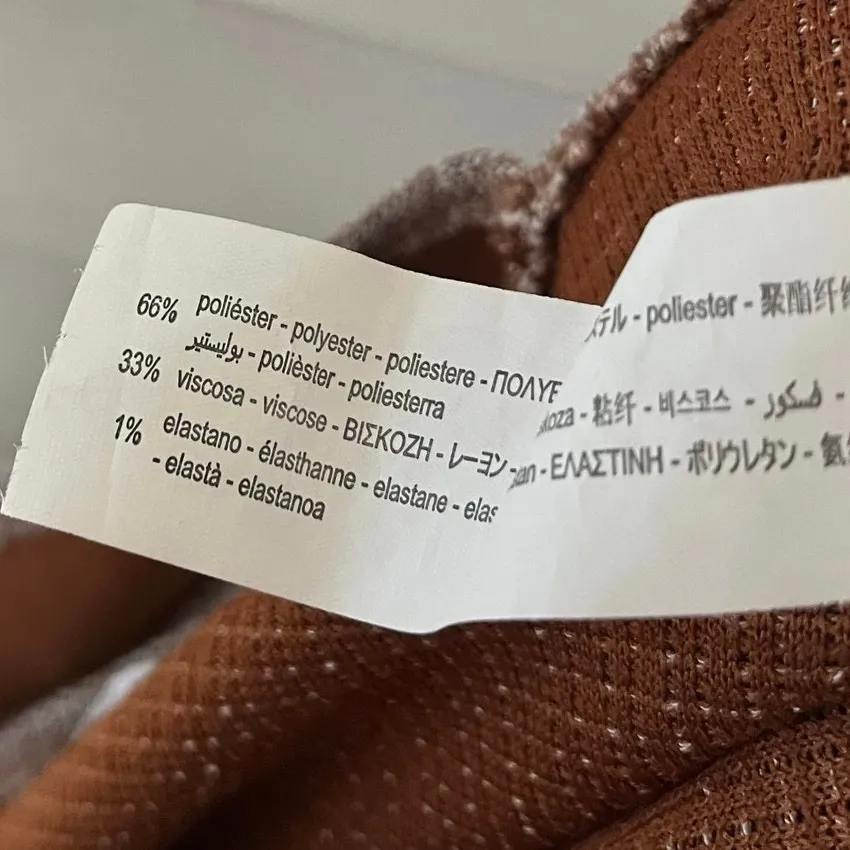 66% poliéster - polyester - poliestere - ΠΟΛΥΕ
بوليستير - polièster - poliesterra
33% viscosa - viscose - ΒΙΣΚΟΖΗ - レーヨン -
1% elastano - élasthanne - elastane - elas
- elastà - elastanoa
ステル - poliester - 聚酯纤
koza - 粘纤 - 비스코스 - فسكور -
an - ΕΛΑΣΤΙΝΗ - ポリウレタン - 氨